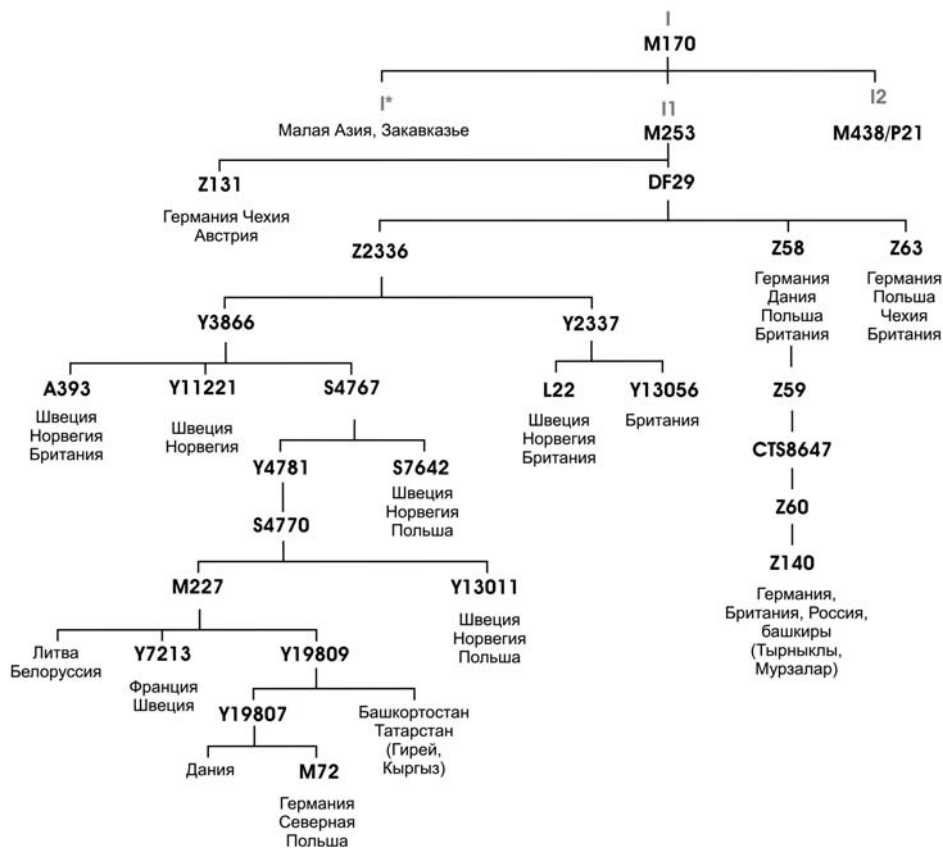 I
M170
I*
I1
I2
Малая Азия, Закавказье
M253
M438/P21
Z131
DF29
Германия Чехия
Австрия
Z2336
Z58
Z63
Германия
Дания
Польша
Британия
Германия
Польша
Чехия
Британия
Y3866
Y2337
A393
Y11221
S4767
L22
Y13056
Z59
Швеция
Норвегия
Британия
Швеция
Норвегия
Швеция
Норвегия
Британия
Британия
Y4781
S7642
CTS8647
Швеция
Норвегия
Польша
S4770
Z60
M227
Y13011
Z140
Швеция
Норвегия
Польша
Германия,
Британия, Россия,
башкиры
(Тырныклы,
Мурзалар)
Литва
Белоруссия
Y7213
Y19809
Франция
Швеция
Y19807
Башкортостан
Татарстан
(Гирей,
Кыргыз)
Дания
M72
Германия
Северная
Польша